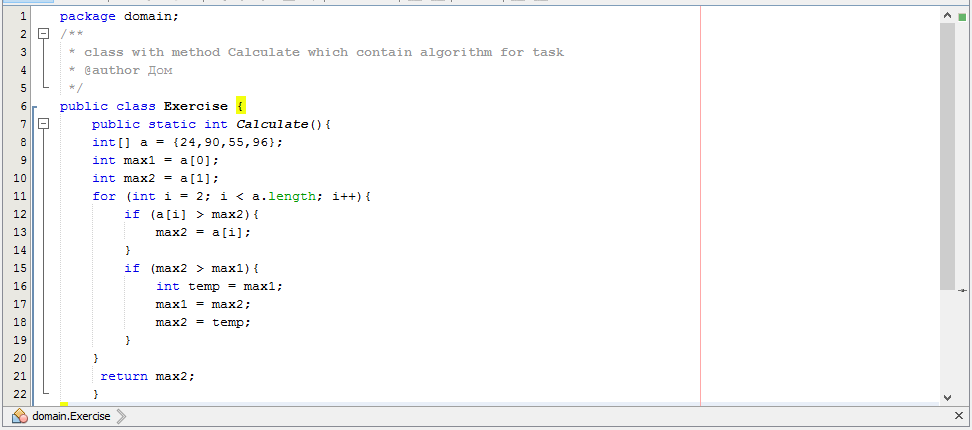 1 package domain;
2 /**
3 * class with method Calculate which contain algorithm for task
4 * @author Дом
5 */
6 public class Exercise {
7 public static int Calculate(){
8 int[] a = {24,90,55,96};
9 int max1 = a[0];
10 int max2 = a[1];
11 for (int i = 2; i < a.length; i++){
12 if (a[i] > max2){
13 max2 = a[i];
14 }
15 if (max2 > max1){
16 int temp = max1;
17 max1 = max2;
18 max2 = temp;
19 }
20 }
21 return max2;
22 }
domain.Exercise